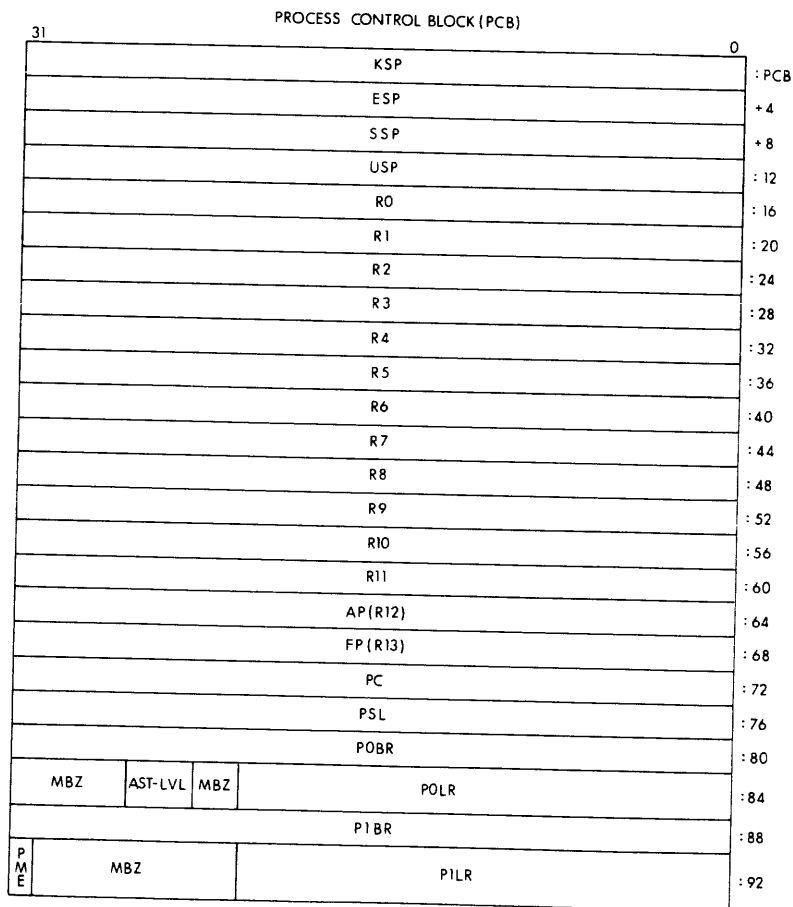 PROCESS CONTROL BLOCK (PCB)
31 0
KSP :PCB
ESP +4
SSP +8
USP :12
R0 :16
R1 :20
R2 :24
R3 :28
R4 :32
R5 :36
R6 :40
R7 :44
R8 :48
R9 :52
R10 :56
R11 :60
AP(R12) :64
FP(R13) :68
PC :72
PSL :76
P0BR :80
MBZ AST-LVL MBZ P0LR :84
P1BR :88
PME MBZ P1LR :92